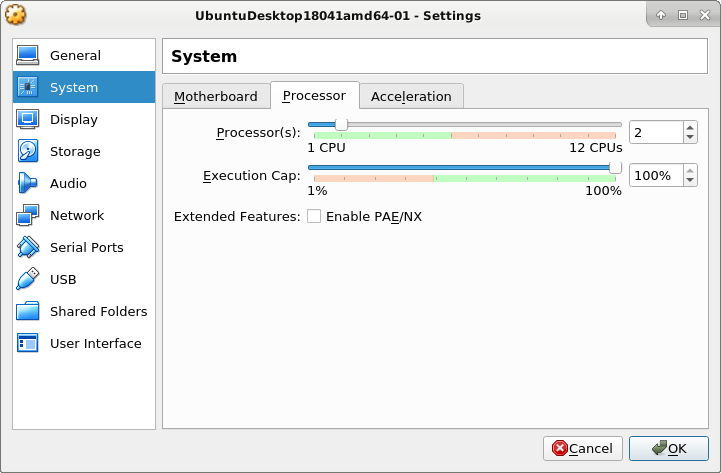 UbuntuDesktop18041amd64-01 - Settings
General
System
Display
Storage
Audio
Network
Serial Ports
USB
Shared Folders
User Interface
System
Motherboard Processor Acceleration
Processor(s): 2
1 CPU 12 CPUs
Execution Cap: 100%
1% 100%
Extended Features: Enable PAE/NX
Cancel OK